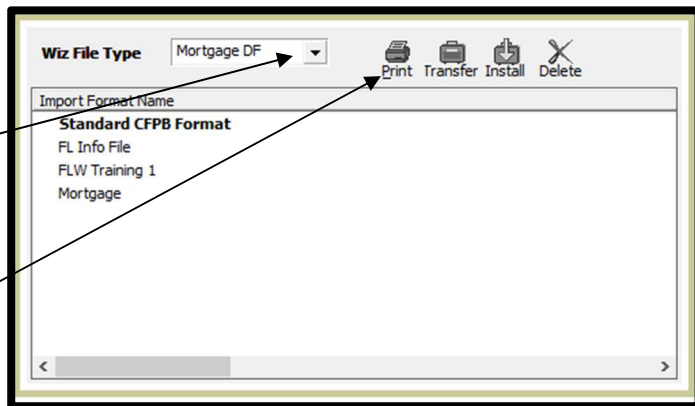 Wiz File Type Mortgage DF
Print Transfer Install Delete
Import Format Name
Standard CFPB Format
FL Info File
FLW Training 1
Mortgage